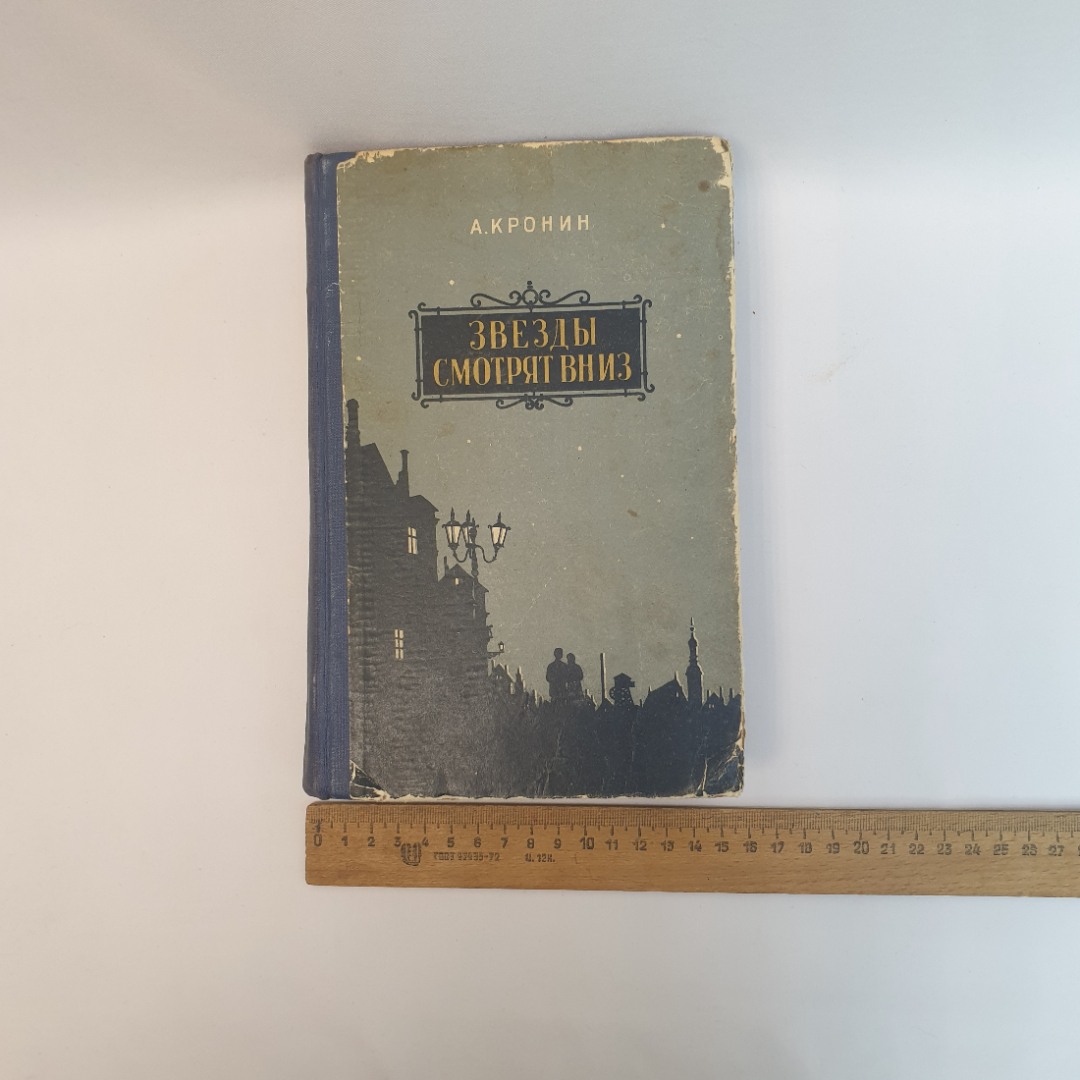 А.КРОНИН
ЗВЕЗДЫ
СМОТРЯТ ВНИЗ
0 1 2 3 4 5 6 7 8 9 10 11 12 13 14 15 16 17 18 19 20 21 22 23 24 25 26 27
Ц. 12к.